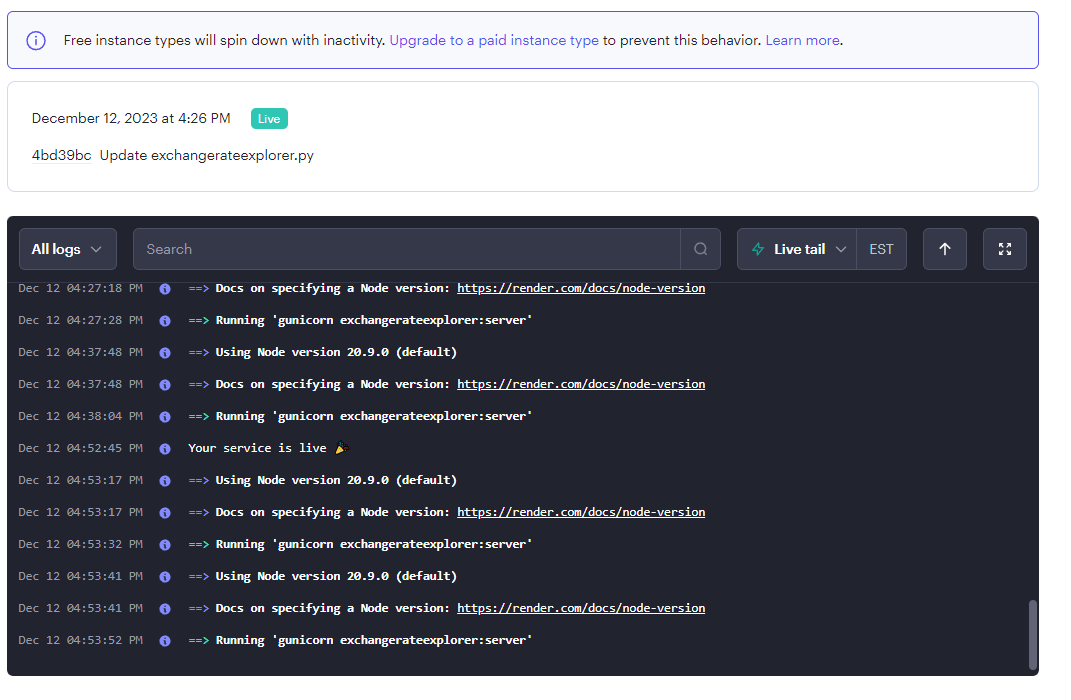 Free instance types will spin down with inactivity. Upgrade to a paid instance type to prevent this behavior. Learn more.
December 12, 2023 at 4:26 PM Live
4bd39bc Update exchangerateexplorer.py
All logs Search Live tail EST
Dec 12 04:27:18 PM ==> Docs on specifying a Node version: https://render.com/docs/node-version
Dec 12 04:27:28 PM ==> Running 'gunicorn exchangerateexplorer:server'
Dec 12 04:37:48 PM ==> Using Node version 20.9.0 (default)
Dec 12 04:37:48 PM ==> Docs on specifying a Node version: https://render.com/docs/node-version
Dec 12 04:38:04 PM ==> Running 'gunicorn exchangerateexplorer:server'
Dec 12 04:52:45 PM Your service is live 🎉
Dec 12 04:53:17 PM ==> Using Node version 20.9.0 (default)
Dec 12 04:53:17 PM ==> Docs on specifying a Node version: https://render.com/docs/node-version
Dec 12 04:53:32 PM ==> Running 'gunicorn exchangerateexplorer:server'
Dec 12 04:53:41 PM ==> Using Node version 20.9.0 (default)
Dec 12 04:53:41 PM ==> Docs on specifying a Node version: https://render.com/docs/node-version
Dec 12 04:53:52 PM ==> Running 'gunicorn exchangerateexplorer:server'